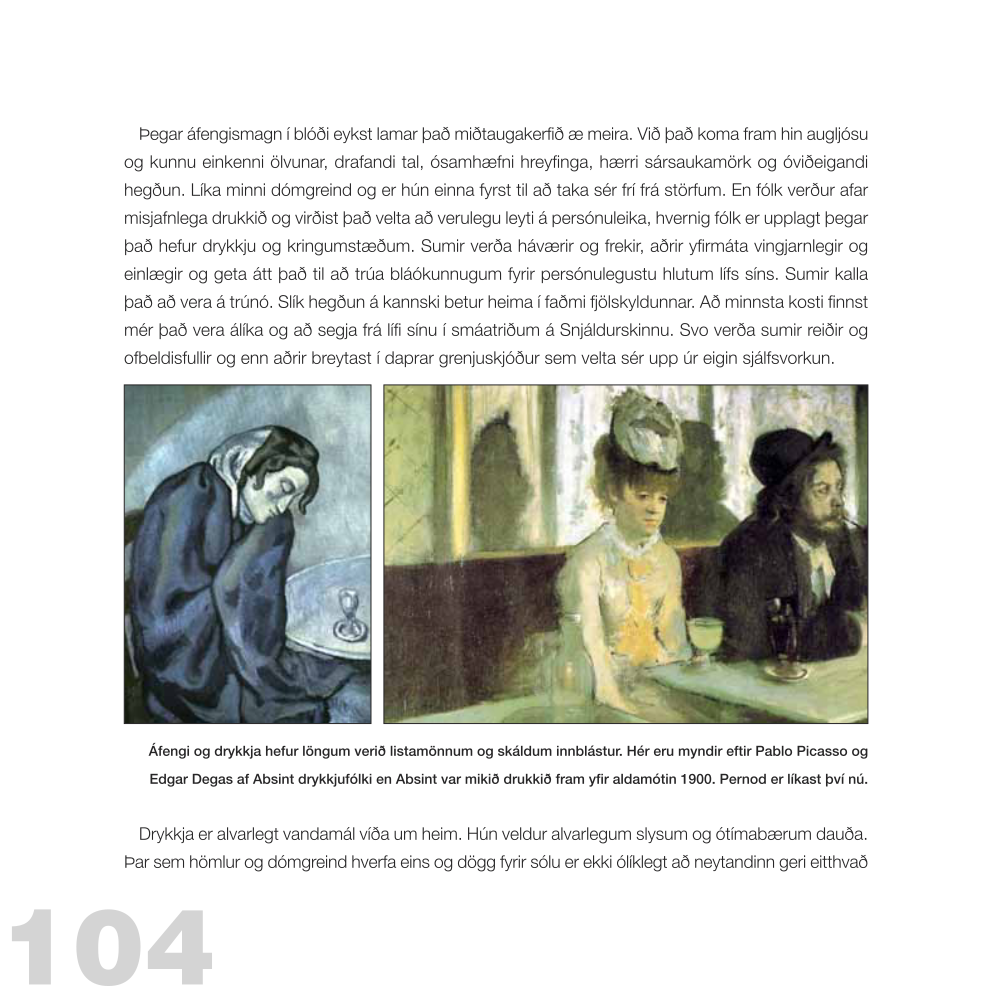 Þegar áfengismagn í blóði eykst lamar það miðtaugakerfið æ meira. Við það koma fram hin augljósu
og kunnu einkenni ölvunar, drafandi tal, ósamhæfni hreyfinga, hærri sársaukamörk og óviðeigandi
hegðun. Líka minni dómgreind og er hún einna fyrst til að taka sér frí frá störfum. En fólk verður afar
misjafnlega drukkið og virðist það velta að verulegu leyti á persónuleika, hvernig fólk er upplagt þegar
það hefur drykkju og kringumstæðum. Sumir verða háværir og frekir, aðrir yfirmáta vingjarnlegir og
einlægir og geta átt það til að trúa bláókunnugum fyrir persónulegustu hlutum lífs síns. Sumir kalla
það að vera á trúnó. Slík hegðun á kannski betur heima í faðmi fjölskyldunnar. Að minnsta kosti finnst
mér það vera álíka og að segja frá lífi sínu í smáatriðum á Snjáldurskinnu. Svo verða sumir reiðir og
ofbeldisfullir og enn aðrir breytast í daprar grenjuskjóður sem velta sér upp úr eigin sjálfsvorkun.
Áfengi og drykkja hefur löngum verið listamönnum og skáldum innblástur. Hér eru myndir eftir Pablo Picasso og
Edgar Degas af Absint drykkjufólki en Absint var mikið drukkið fram yfir aldamótin 1900. Pernod er líkast því nú.
Drykkja er alvarlegt vandamál víða um heim. Hún veldur alvarlegum slysum og ótímabærum dauða.
Þar sem hömlur og dómgreind hverfa eins og dögg fyrir sólu er ekki ólíklegt að neytandinn geri eitthvað
104